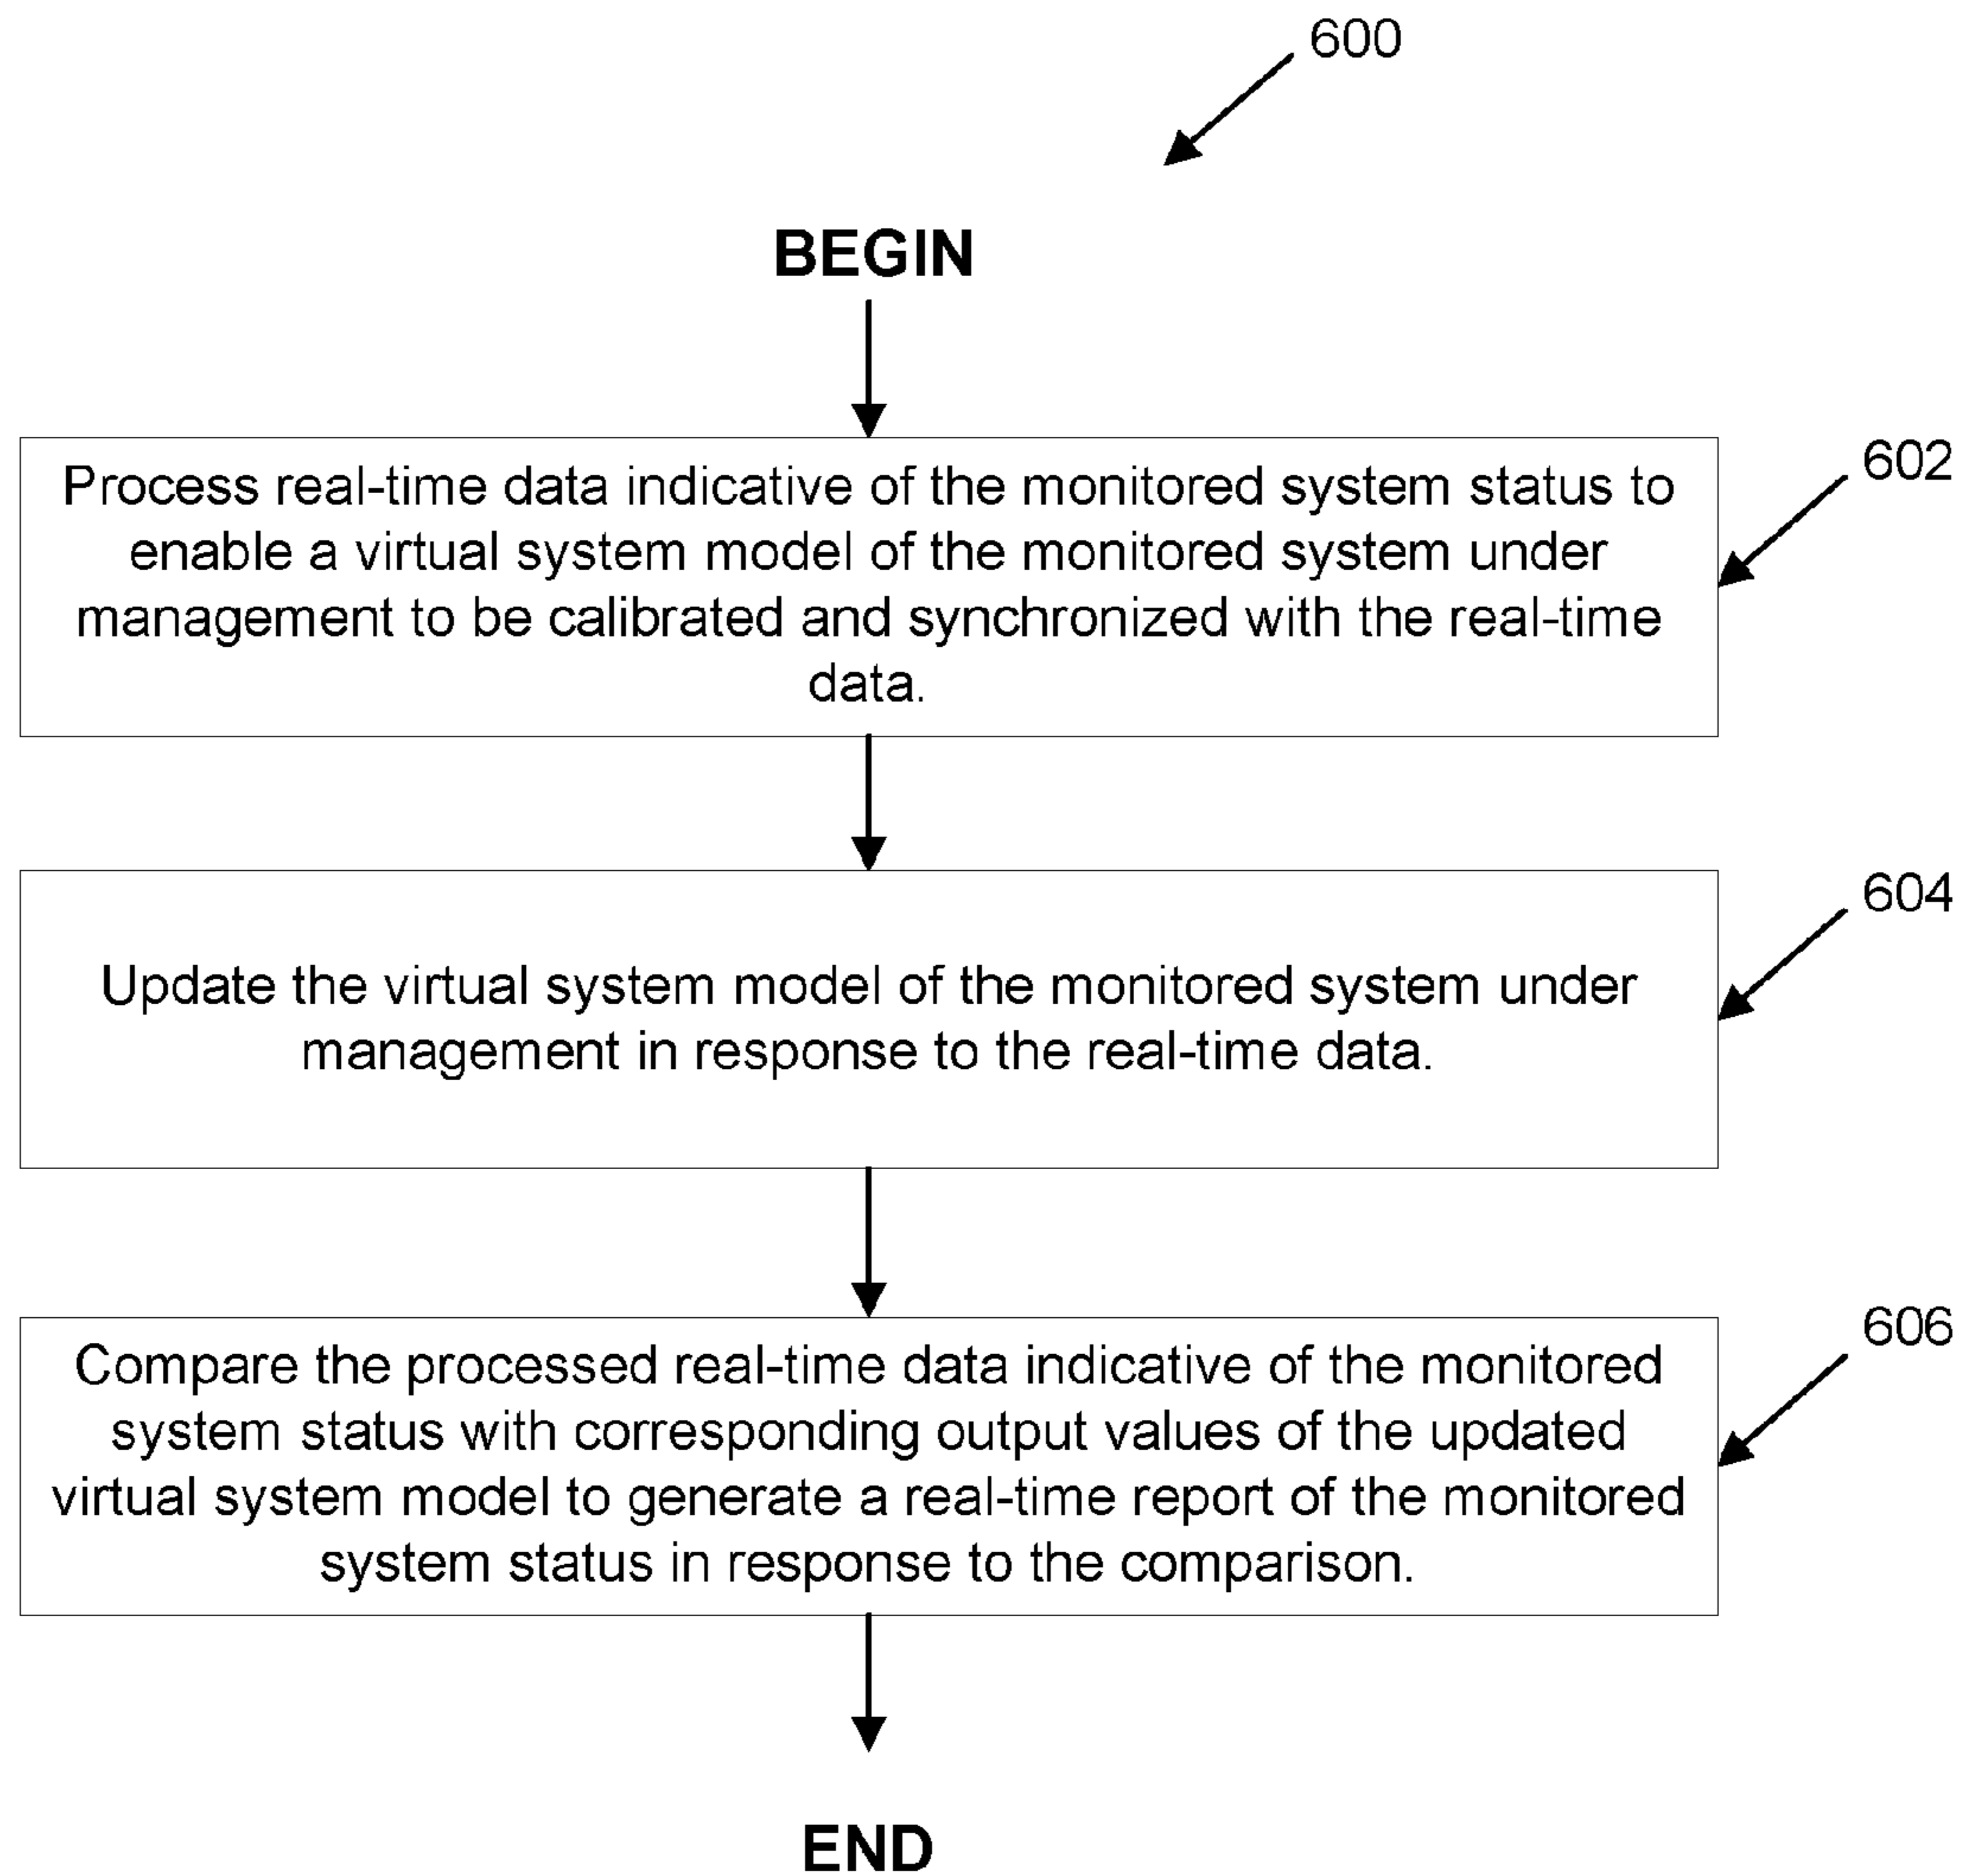 600
BEGIN
602
Process real-time data indicative of the monitored system status to
enable a virtual system model of the monitored system under
management to be calibrated and synchronized with the real-time
data.
604
Update the virtual system model of the monitored system under
management in response to the real-time data.
606
Compare the processed real-time data indicative of the monitored
system status with corresponding output values of the updated
virtual system model to generate a real-time report of the monitored
system status in response to the comparison.
END